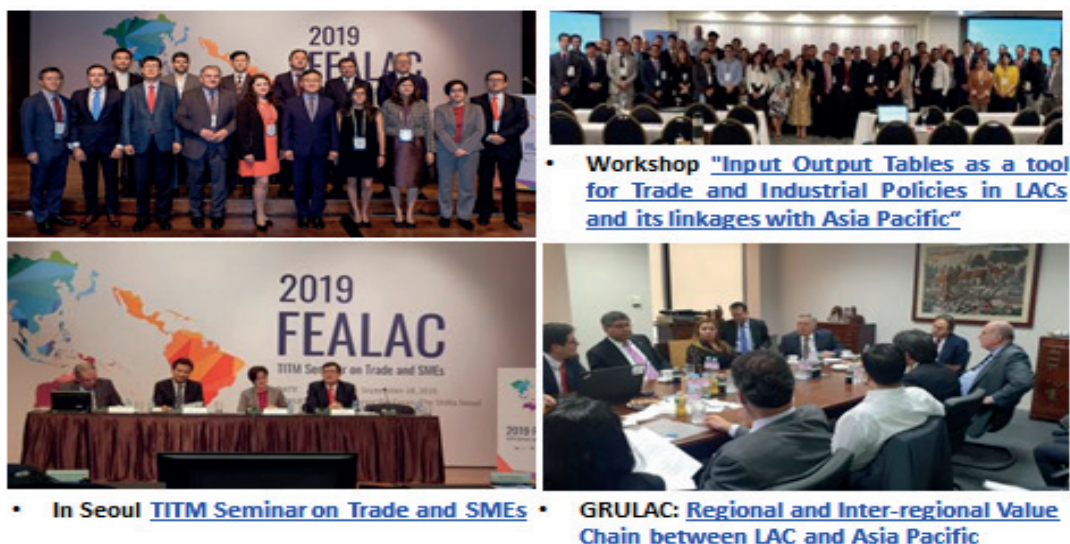 2019
FEALAC
• Workshop "Input Output Tables as a tool
for Trade and Industrial Policies in LACs
and its linkages with Asia Pacific“
2019
FEALAC
TITM Seminar on Trade and SMEs
2019
• In Seoul TITM Seminar on Trade and SMEs
• GRULAC: Regional and Inter-regional Value
Chain between LAC and Asia Pacific